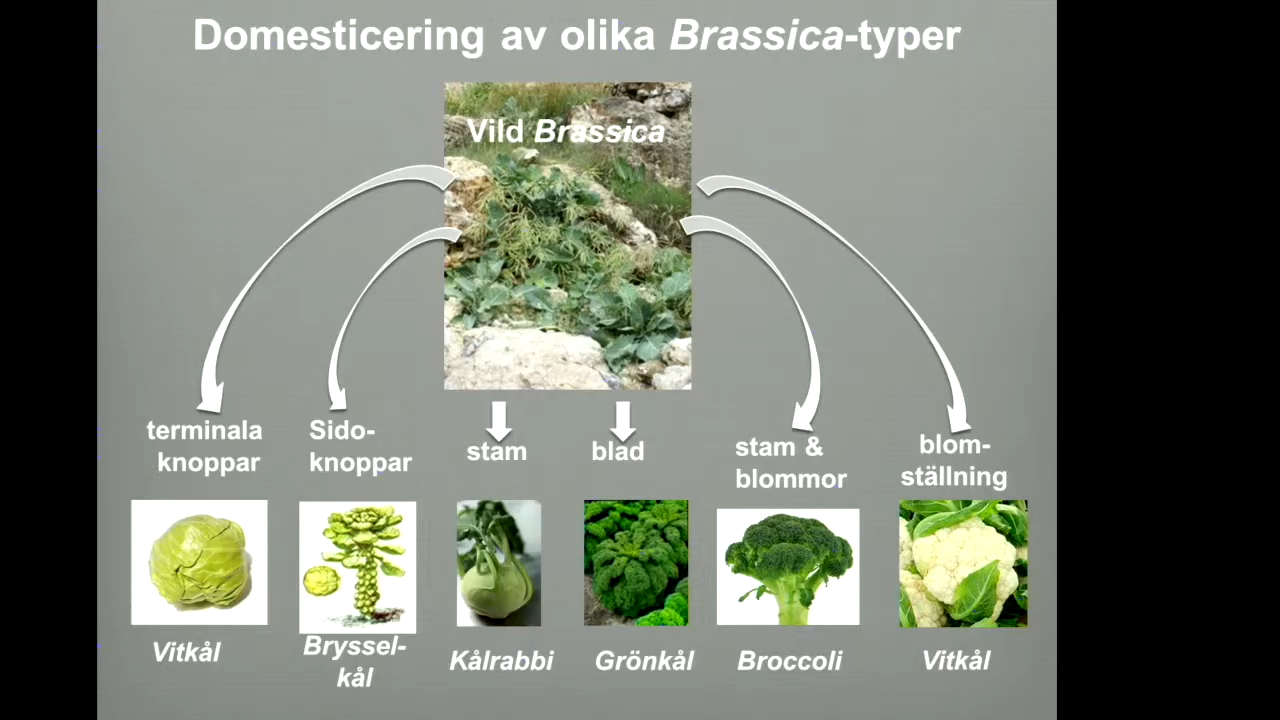 Domesticering av olika Brassica-typer
Vild Brassica
terminala
knoppar
Sido-
knoppar
stam
blad
stam &
blommor
blom-
ställning
Vitkål
Bryssel-
kål
Kålrabbi
Grönkål
Broccoli
Vitkål